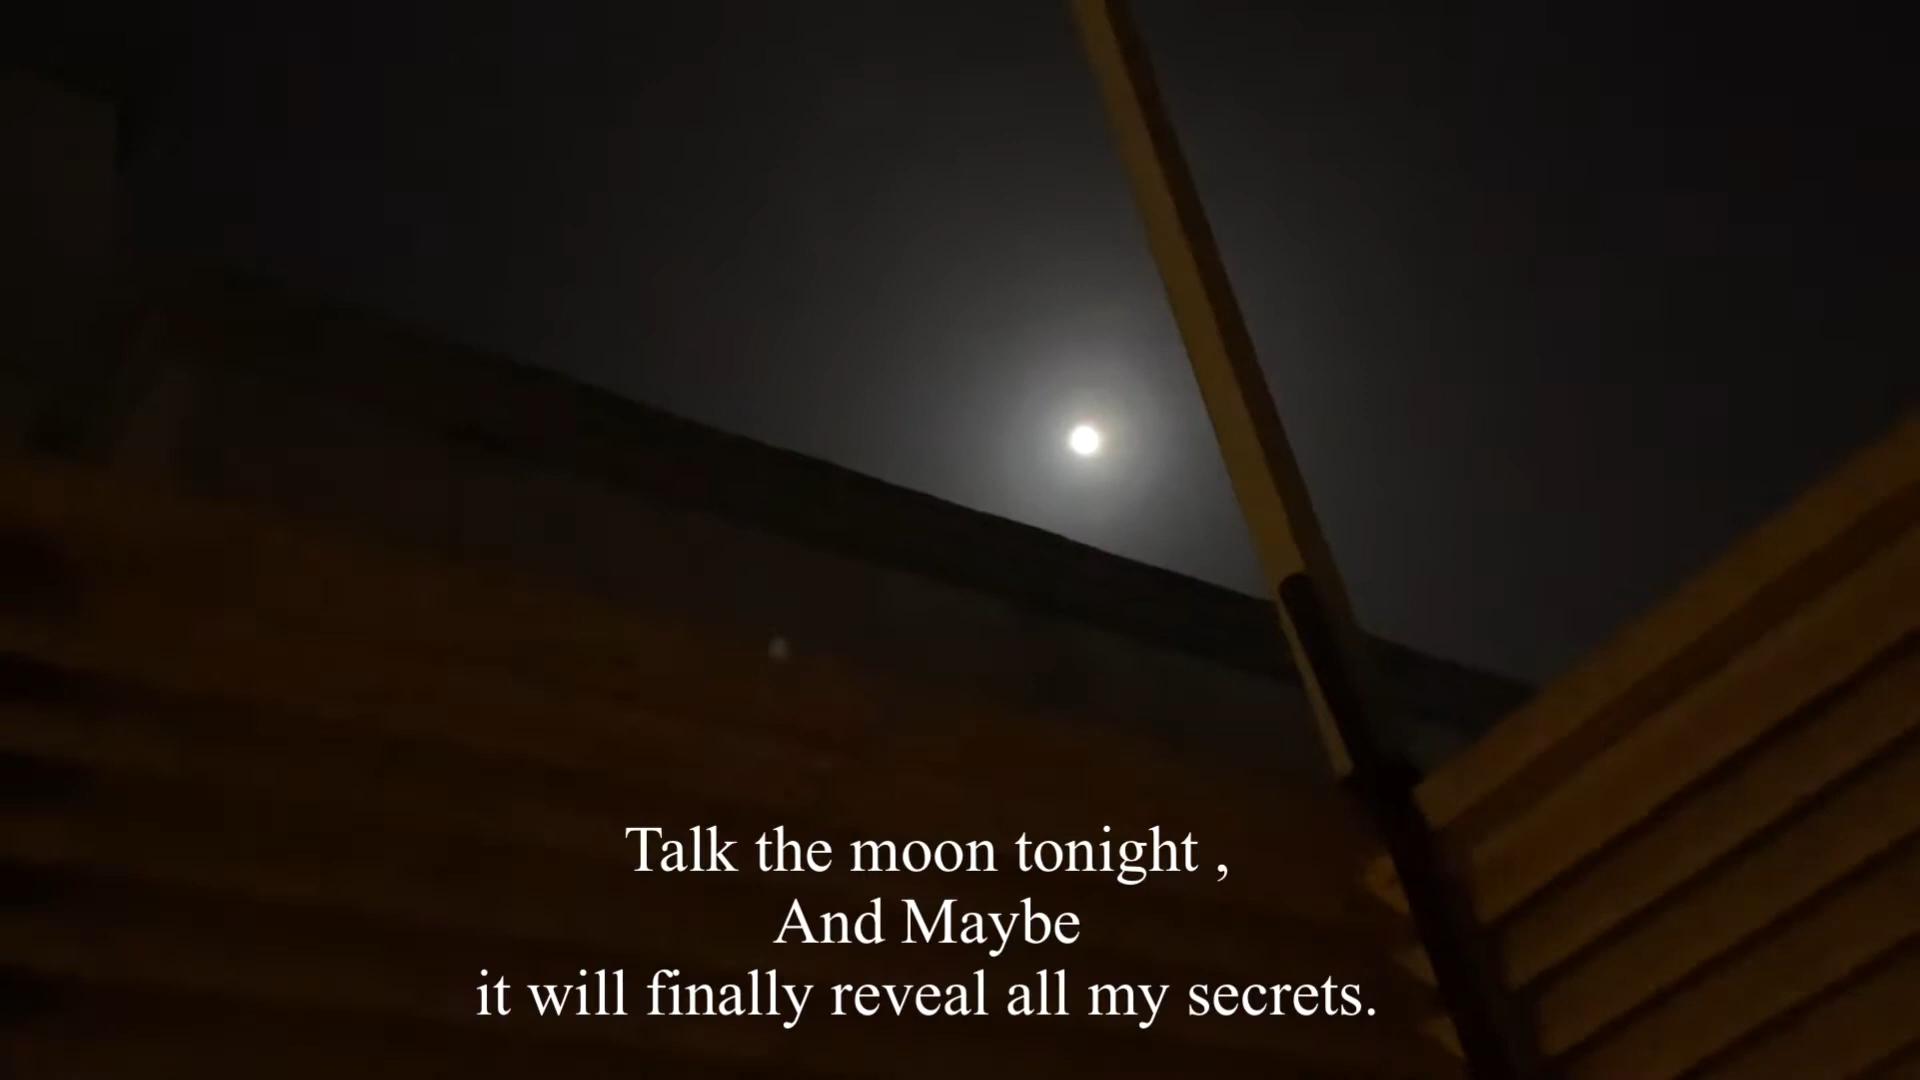 Talk the moon tonight ,
And Maybe
it will finally reveal all my secrets.